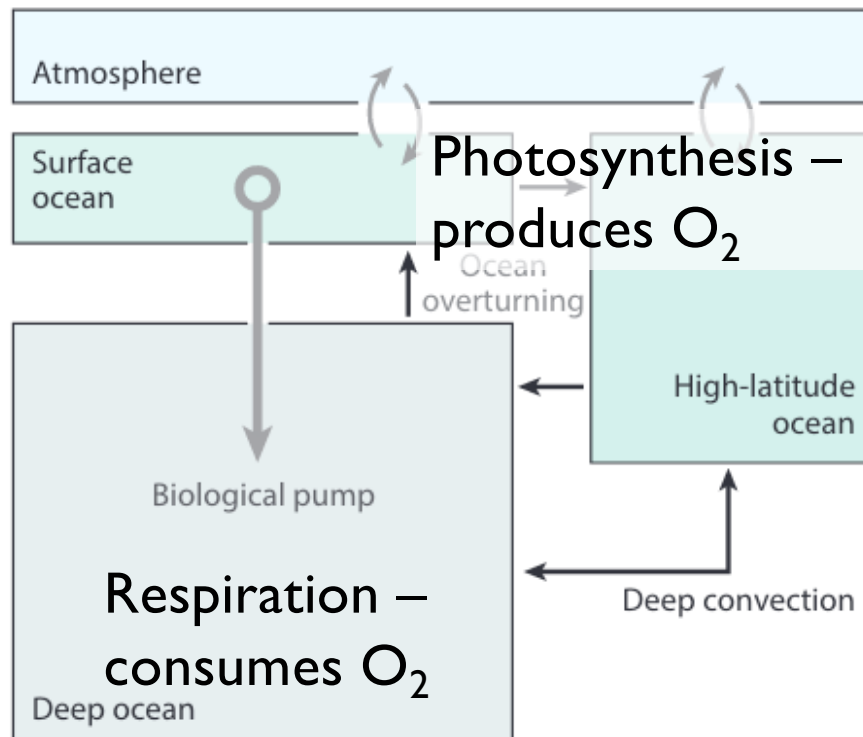 Atmosphere
Surface
ocean
Photosynthesis –
produces O₂
Ocean
overturning
High-latitude
ocean
Biological pump
Respiration –
consumes O₂
Deep convection
Deep ocean